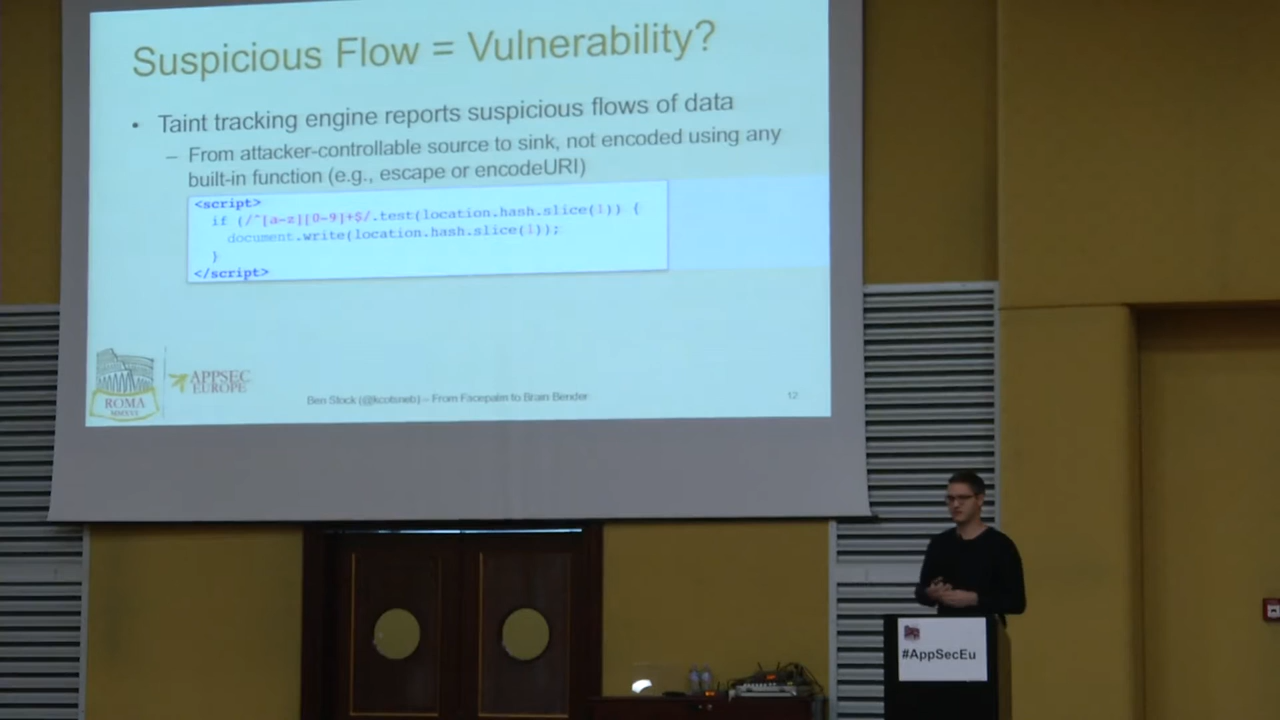 Suspicious Flow = Vulnerability?
• Taint tracking engine reports suspicious flows of data
– From attacker-controllable source to sink, not encoded using any
built-in function (e.g., escape or encodeURI)
<script>
if (/^[a-z][0-9]+$/.test(location.hash.slice(1)) {
document.write(location.hash.slice(1));
}
</script>
ROMA
MMXVI
APPSEC
EUROPE
Ben Stock (@kcotsneb) – From Facepalm to Brain Bender
12
#AppSecEu